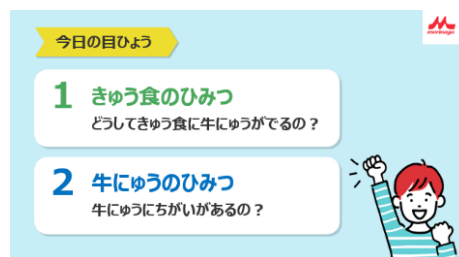 今日の目ひょう
morinaga
1 きゅう食のひみつ
どうしてきゅう食に牛にゅうがでるの？
2 牛にゅうのひみつ
牛にゅうにちがいがあるの？